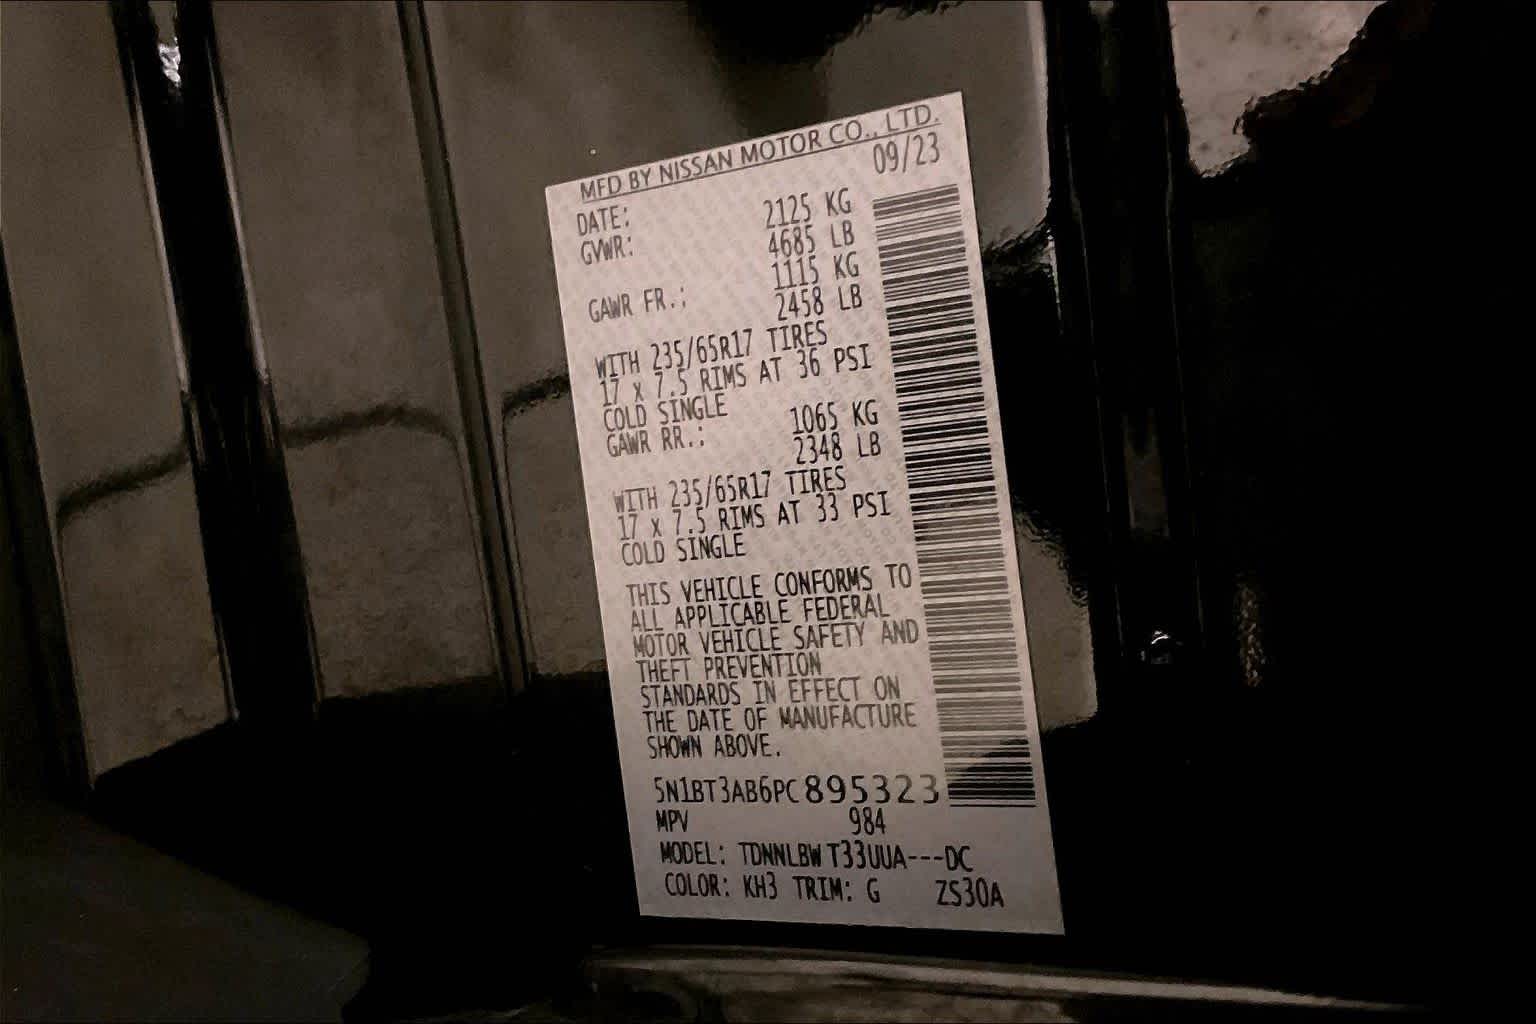 MFD BY NISSAN MOTOR CO., LTD.
DATE: 09/23
GVWR: 2125 KG
4685 LB
GAWR FR.: 1115 KG
2458 LB
WITH 235/65R17 TIRES
17 x 7.5 RIMS AT 36 PSI
COLD SINGLE
GAWR RR.: 1065 KG
2348 LB
WITH 235/65R17 TIRES
17 x 7.5 RIMS AT 33 PSI
COLD SINGLE
THIS VEHICLE CONFORMS TO
ALL APPLICABLE FEDERAL
MOTOR VEHICLE SAFETY AND
THEFT PREVENTION
STANDARDS IN EFFECT ON
THE DATE OF MANUFACTURE
SHOWN ABOVE.
5N1BT3AB6PC895323
MPV 984
MODEL: TDNNLBWT33UUA---DC
COLOR: KH3 TRIM: G ZS30A